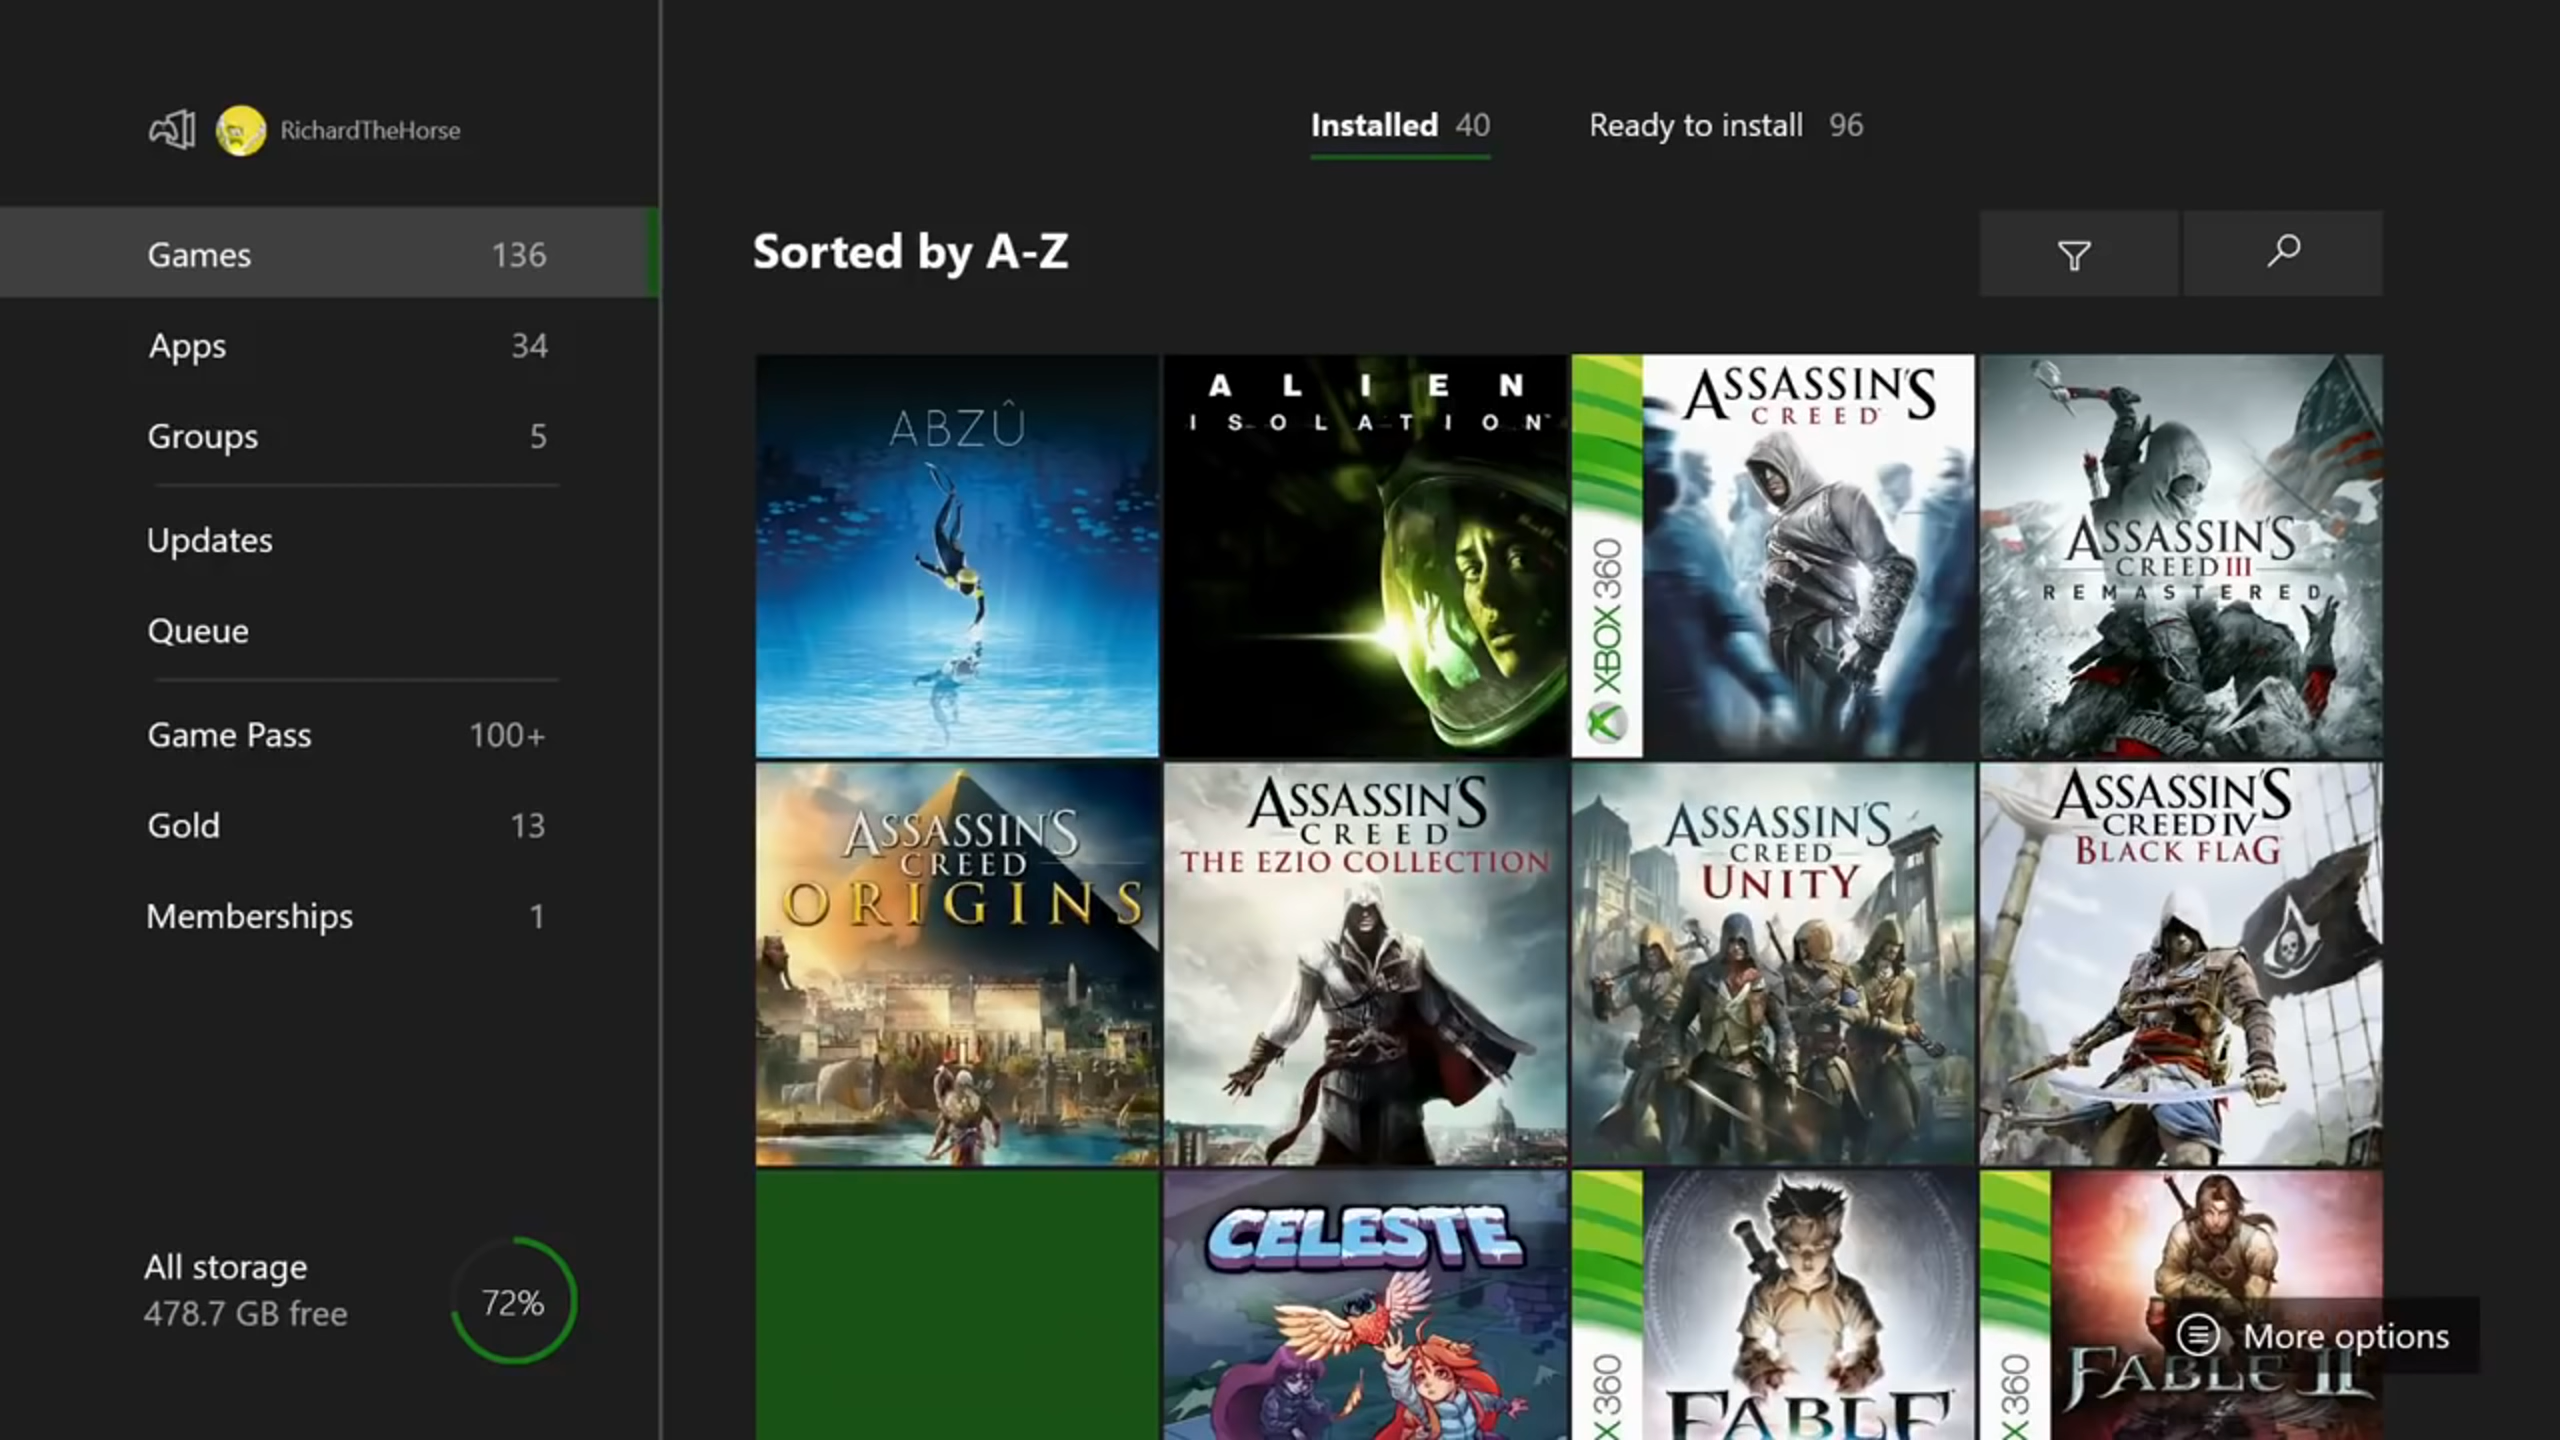 RichardTheHorse
Installed 40
Ready to install 96
Games 136
Apps 34
Groups 5
Updates
Queue
Game Pass 100+
Gold 13
Memberships 1
All storage
478.7 GB free
72%
Sorted by A-Z
ABZÛ
ALIEN
ISOLATION™
XBOX 360
ASSASSIN'S
CREED
ASSASSIN'S
CREED III
REMASTERED
ASSASSIN'S
CREED
ORIGINS
ASSASSIN'S
CREED
THE EZIO COLLECTION
ASSASSIN'S
CREED
UNITY
ASSASSIN'S
CREED IV
BLACK FLAG
CELESTE
X 360
FABLE
X 360
FABLE II
More options